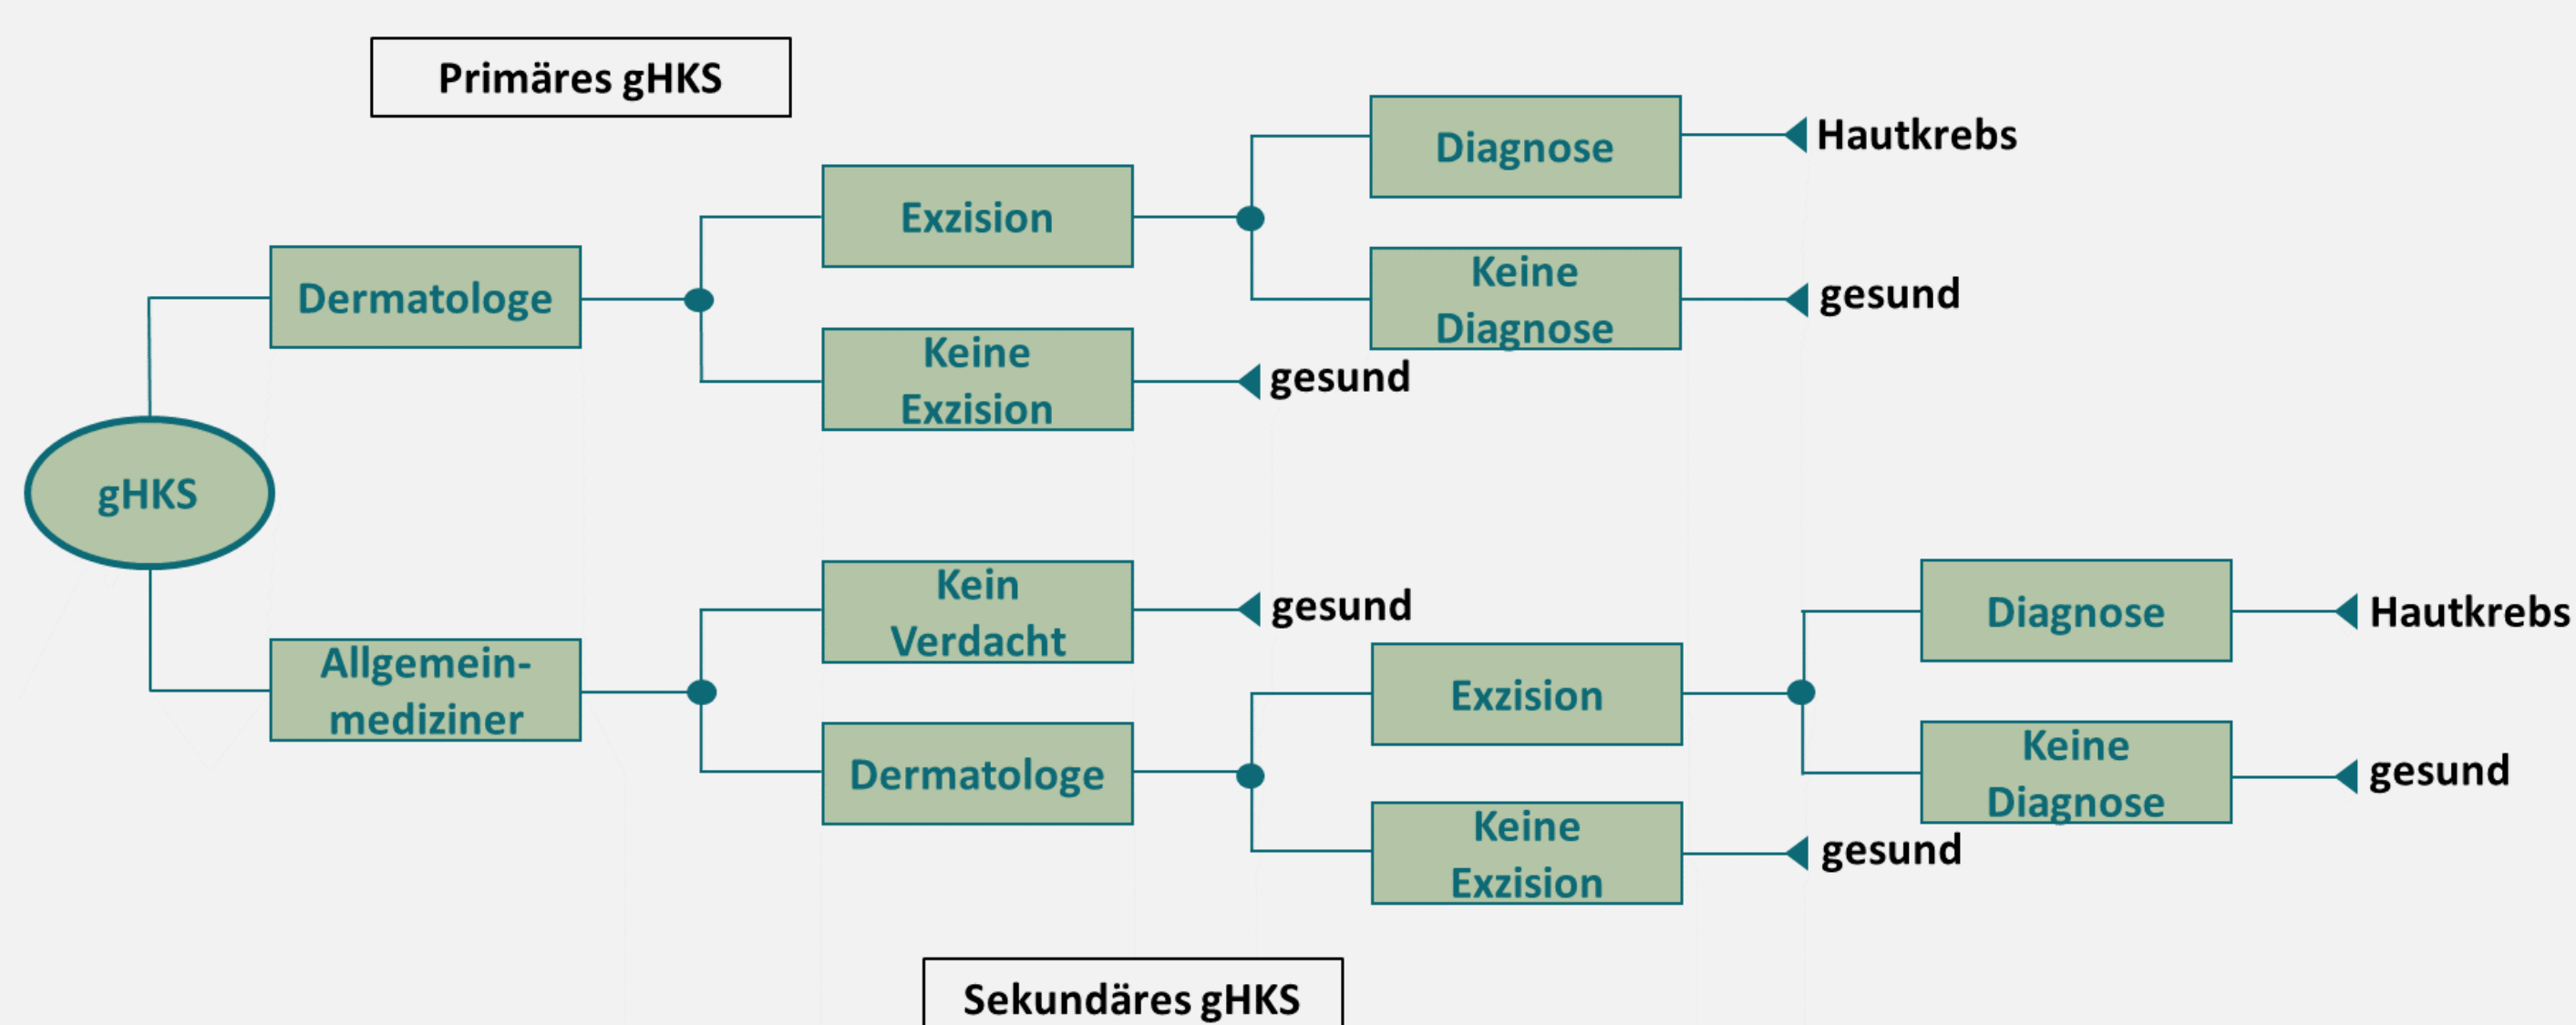 Primäres gHKS
Diagnose
Hautkrebs
Exzision
Keine
Diagnose
gesund
Dermatologe
Keine
Exzision
gesund
gHKS
Kein
Verdacht
gesund
Diagnose
Hautkrebs
Allgemein-
mediziner
Exzision
Dermatologe
Keine
Diagnose
gesund
Keine
Exzision
gesund
Sekundäres gHKS